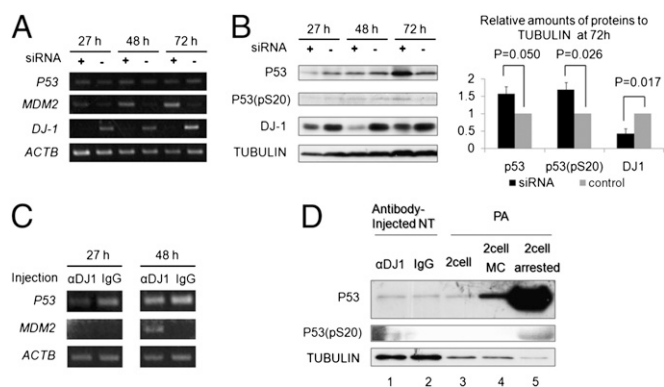 A
27 h 48 h 72 h
siRNA + - + - + -
P53
MDM2
DJ-1
ACTB
B
27 h 48 h 72 h
siRNA + - + - + -
P53
P53(pS20)
DJ-1
TUBULIN
Relative amounts of proteins to
TUBULIN at 72h
P=0.050
P=0.026
P=0.017
2
1.5
1
0.5
0
p53 p53(pS20) DJ1
siRNA control
C
27 h 48 h
Injection αDJ1 IgG αDJ1 IgG
P53
MDM2
ACTB
D
Antibody-
Injected NT
PA
αDJ1 IgG 2cell
2cell
MC
2cell
arrested
P53
P53(pS20)
TUBULIN
1 2 3 4 5